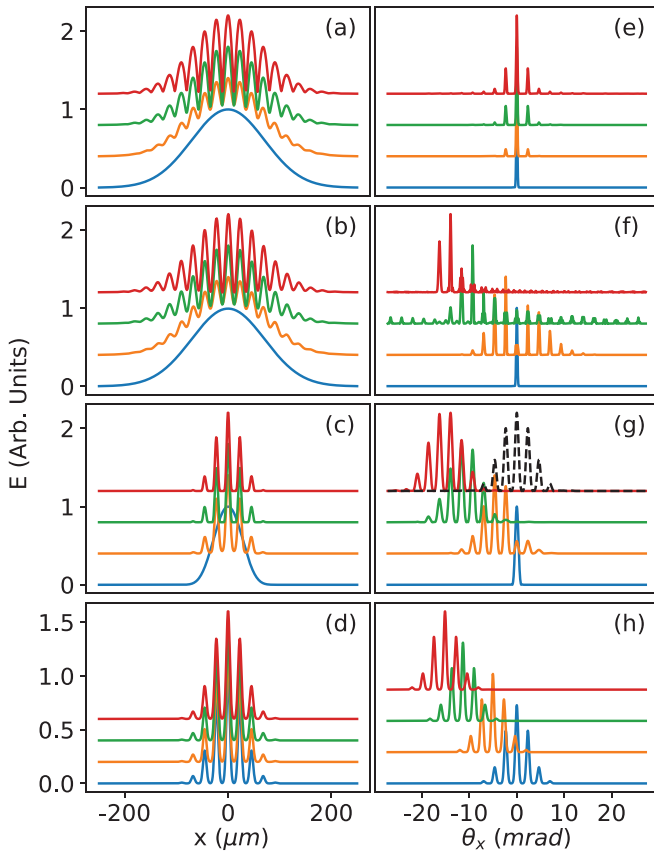 (a) (e)
2
1
0
(b) (f)
2
1
0
(c) (g)
2
1
0
(d) (h)
1.5
1.0
0.5
0.0
E (Arb. Units)
-200 0 200 -20 -10 0 10 20
x (μm) θx (mrad)